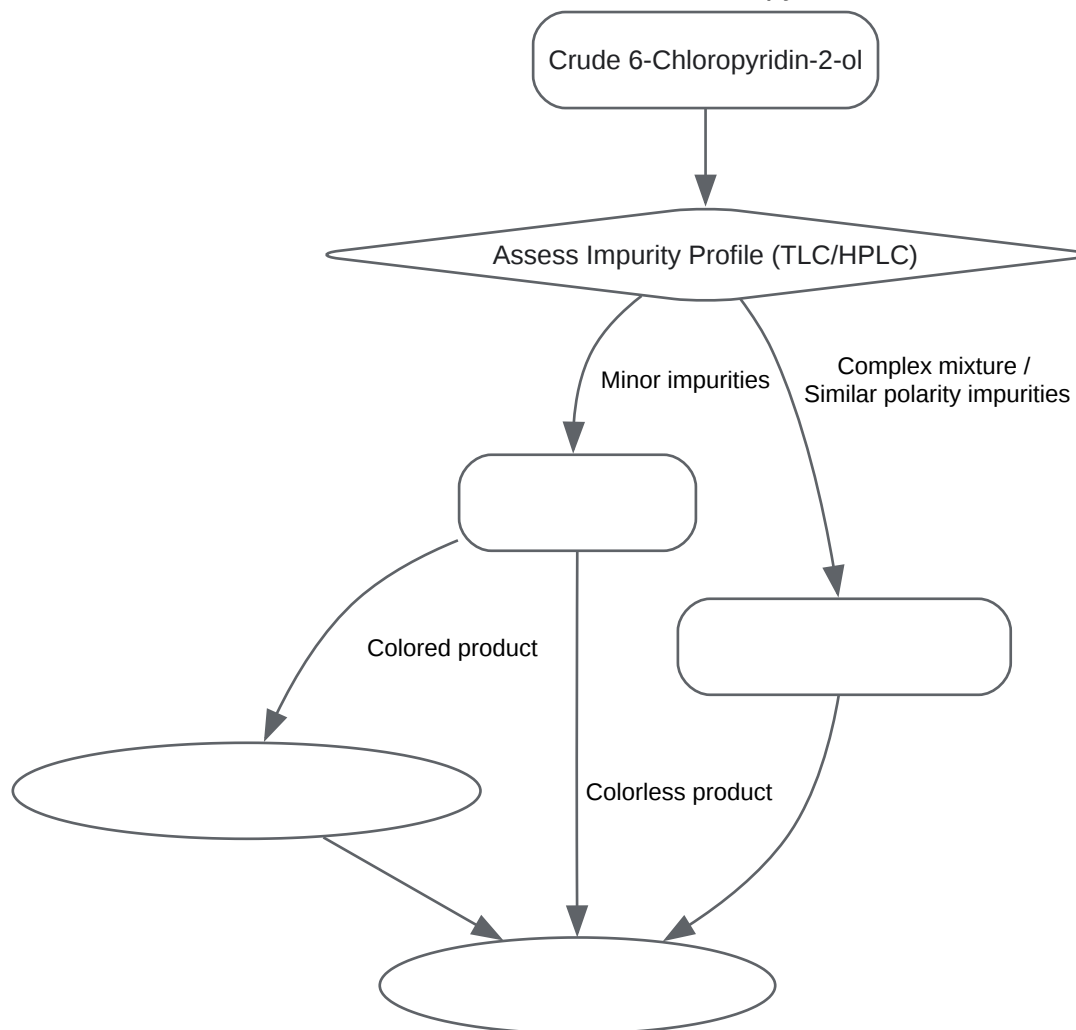 Crude 6-Chloropyridin-2-ol
Assess Impurity Profile (TLC/HPLC)
Minor impurities
Complex mixture /
Similar polarity impurities
Colored product
Colorless product